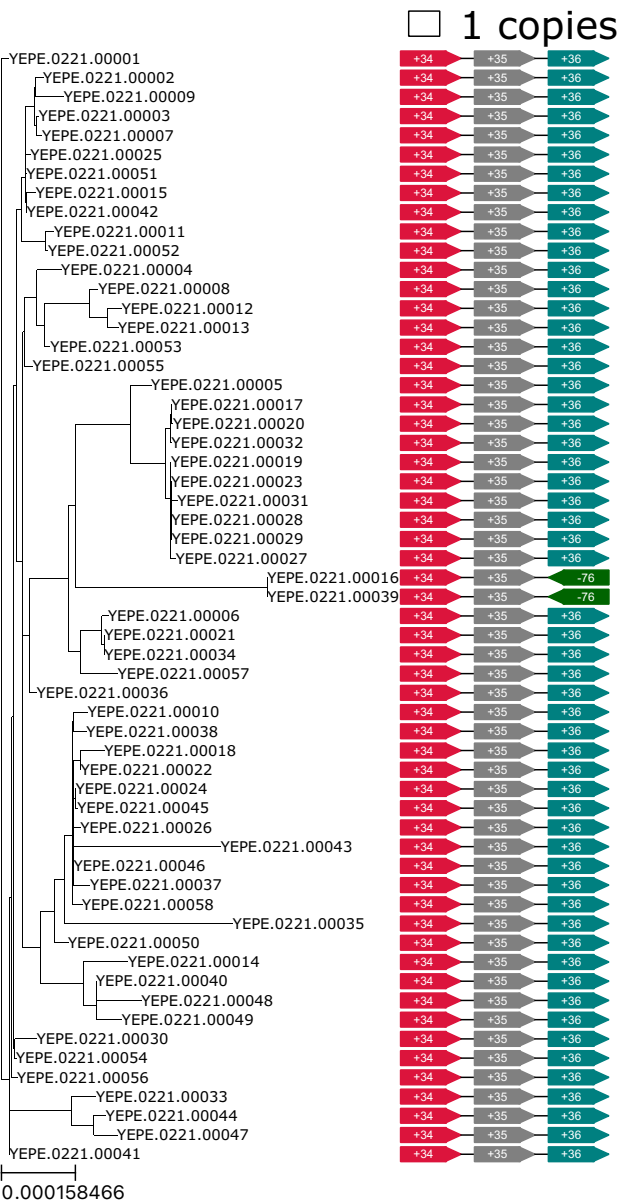 1 copies
YEPE.0221.00001 +34 +35 +36
YEPE.0221.00002 +34 +35 +36
YEPE.0221.00009 +34 +35 +36
YEPE.0221.00003 +34 +35 +36
YEPE.0221.00007 +34 +35 +36
YEPE.0221.00025 +34 +35 +36
YEPE.0221.00051 +34 +35 +36
YEPE.0221.00015 +34 +35 +36
YEPE.0221.00042 +34 +35 +36
YEPE.0221.00011 +34 +35 +36
YEPE.0221.00052 +34 +35 +36
YEPE.0221.00004 +34 +35 +36
YEPE.0221.00008 +34 +35 +36
YEPE.0221.00012 +34 +35 +36
YEPE.0221.00013 +34 +35 +36
YEPE.0221.00053 +34 +35 +36
YEPE.0221.00055 +34 +35 +36
YEPE.0221.00005 +34 +35 +36
YEPE.0221.00017 +34 +35 +36
YEPE.0221.00020 +34 +35 +36
YEPE.0221.00032 +34 +35 +36
YEPE.0221.00019 +34 +35 +36
YEPE.0221.00023 +34 +35 +36
YEPE.0221.00031 +34 +35 +36
YEPE.0221.00028 +34 +35 +36
YEPE.0221.00029 +34 +35 +36
YEPE.0221.00027 +34 +35 +36
YEPE.0221.00016 +34 +35 -76
YEPE.0221.00039 +34 +35 -76
YEPE.0221.00006 +34 +35 +36
YEPE.0221.00021 +34 +35 +36
YEPE.0221.00034 +34 +35 +36
YEPE.0221.00057 +34 +35 +36
YEPE.0221.00036 +34 +35 +36
YEPE.0221.00010 +34 +35 +36
YEPE.0221.00038 +34 +35 +36
YEPE.0221.00018 +34 +35 +36
YEPE.0221.00022 +34 +35 +36
YEPE.0221.00024 +34 +35 +36
YEPE.0221.00045 +34 +35 +36
YEPE.0221.00026 +34 +35 +36
YEPE.0221.00043 +34 +35 +36
YEPE.0221.00046 +34 +35 +36
YEPE.0221.00037 +34 +35 +36
YEPE.0221.00058 +34 +35 +36
YEPE.0221.00035 +34 +35 +36
YEPE.0221.00050 +34 +35 +36
YEPE.0221.00014 +34 +35 +36
YEPE.0221.00040 +34 +35 +36
YEPE.0221.00048 +34 +35 +36
YEPE.0221.00049 +34 +35 +36
YEPE.0221.00030 +34 +35 +36
YEPE.0221.00054 +34 +35 +36
YEPE.0221.00056 +34 +35 +36
YEPE.0221.00033 +34 +35 +36
YEPE.0221.00044 +34 +35 +36
YEPE.0221.00047 +34 +35 +36
YEPE.0221.00041 +34 +35 +36
0.000158466